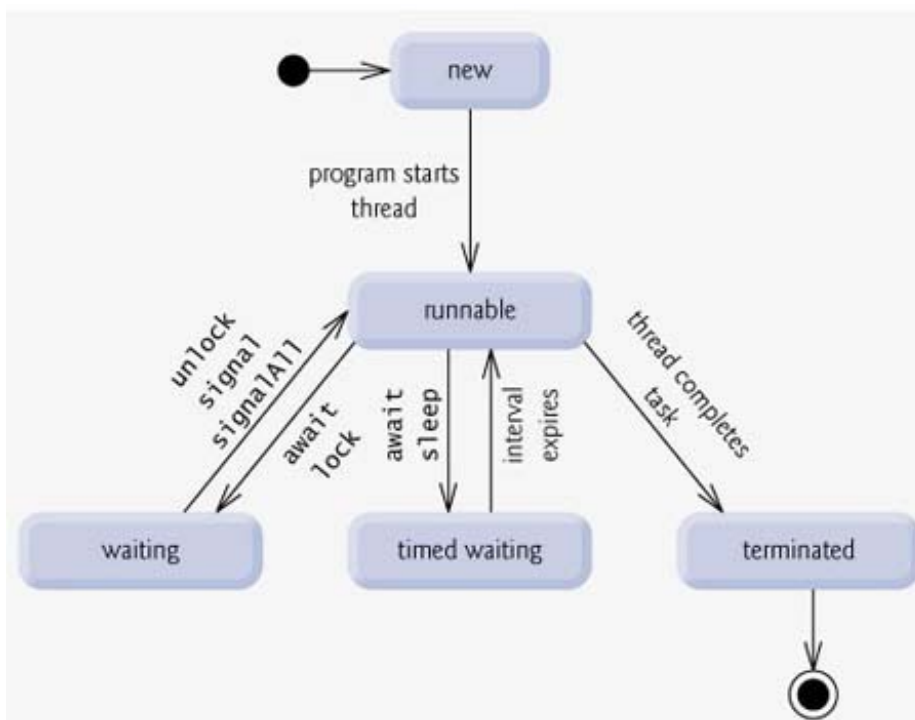 new
program starts
thread
runnable
unlock
signal
signalAll
await
lock
await
sleep
interval
expires
thread completes
task
waiting
timed waiting
terminated